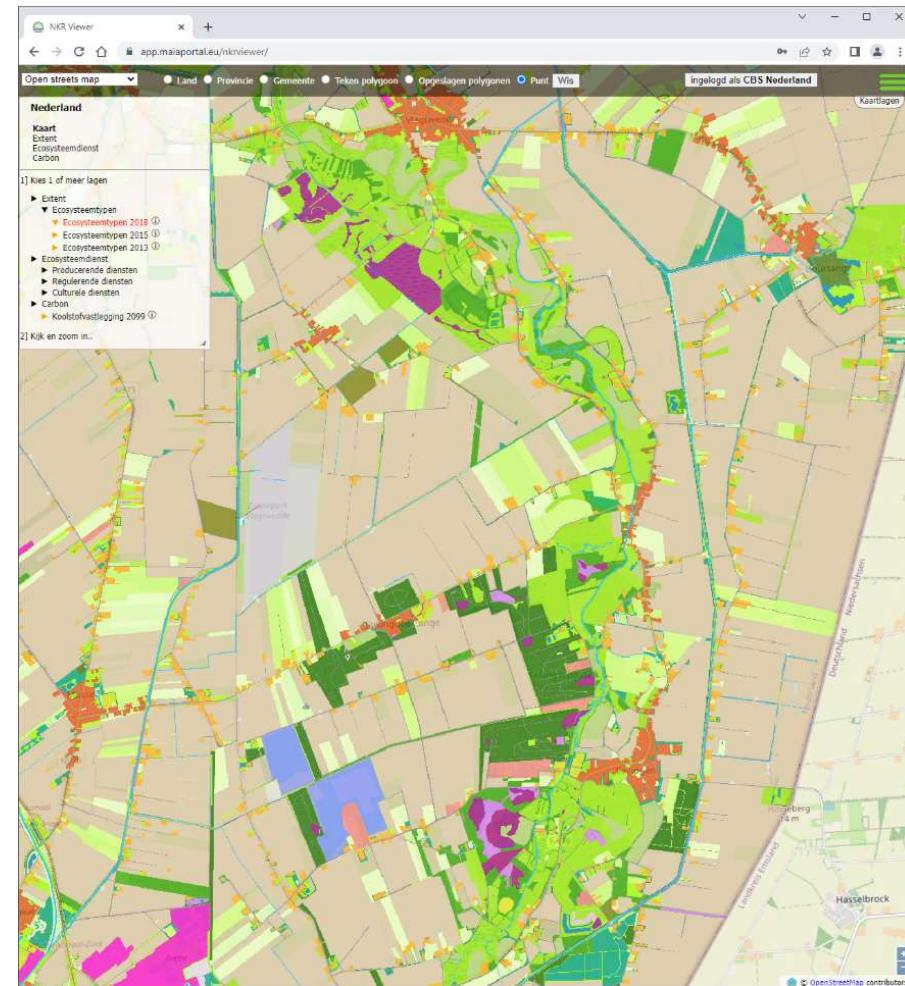 NKR Viewer
app.maiaportal.eu/nkrviewer/
Open streets map Land Provincie Gemeente Teken polygoon Opgeslagen polygonen Punt Wis ingelogd als CBS Nederland
Kaartlagen
Nederland
Kaart
Extent
Ecosysteemdienst
Carbon
1] Kies 1 of meer lagen
Extent
Ecosysteemtypen
Ecosysteemtypen 2018
Ecosysteemtypen 2015
Ecosysteemtypen 2013
Ecosysteemdienst
Producerende diensten
Regulerende diensten
Culturele diensten
Carbon
Koolstofvastlegging 2099
2] Kijk en zoom in..
Niedersachsen
Deutschland
Landkreis Emsland
Hasselbrock
© OpenStreetMap contributors